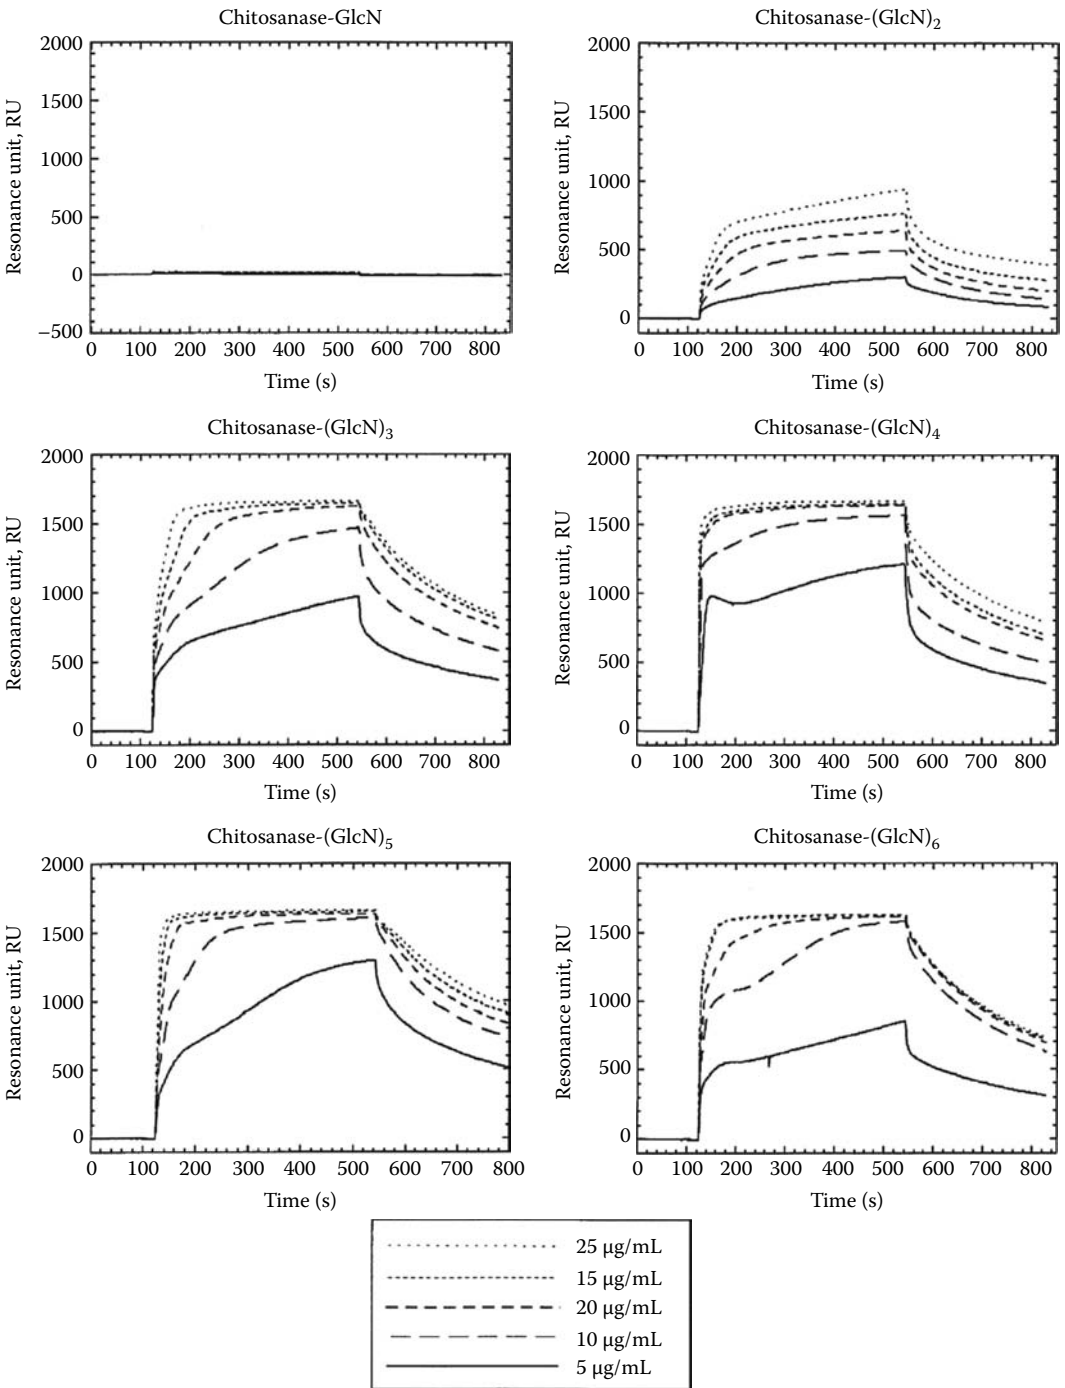 Chitosanase-GlcN
Chitosanase-(GlcN)2
2000
1500
1000
500
0
−500
Resonance unit, RU
0 100 200 300 400 500 600 700 800
Time (s)
2000
1500
1000
500
0
Resonance unit, RU
0 100 200 300 400 500 600 700 800
Time (s)
Chitosanase-(GlcN)3
Chitosanase-(GlcN)4
2000
1500
1000
500
0
Resonance unit, RU
0 100 200 300 400 500 600 700 800
Time (s)
2000
1500
1000
500
0
Resonance unit, RU
0 100 200 300 400 500 600 700 800
Time (s)
Chitosanase-(GlcN)5
Chitosanase-(GlcN)6
2000
1500
1000
500
0
Resonance unit, RU
0 100 200 300 400 500 600 700 800
Time (s)
2000
1500
1000
500
0
Resonance unit, RU
0 100 200 300 400 500 600 700 800
Time (s)
25 µg/mL
15 µg/mL
20 µg/mL
10 µg/mL
5 µg/mL